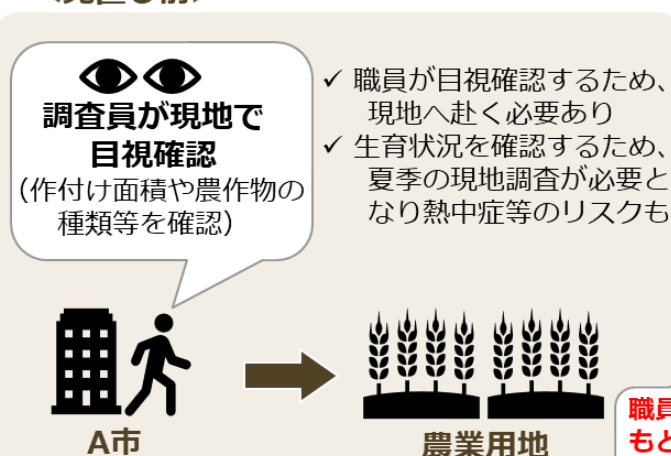 調査員が現地で
目視確認
（作付け面積や農作物の
種類等を確認）
✓ 職員が目視確認するため、
現地へ赴く必要あり
✓ 生育状況を確認するため、
夏季の現地調査が必要と
なり熱中症等のリスクも
A市
農業用地
職員
もと